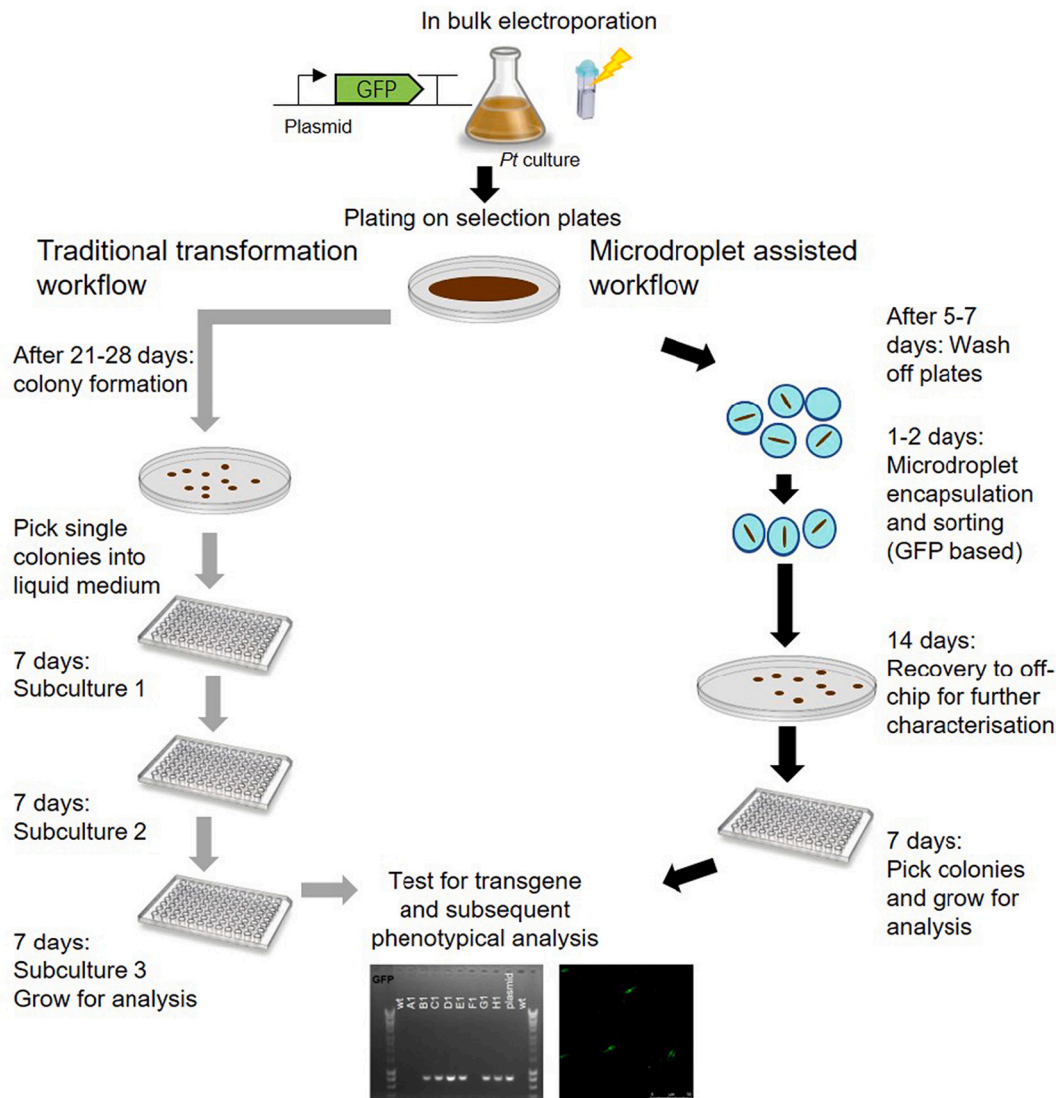 In bulk electroporation
GFP
Plasmid
Pt culture
Plating on selection plates
Traditional transformation
workflow
Microdroplet assisted
workflow
After 21-28 days:
colony formation
Pick single
colonies into
liquid medium
7 days:
Subculture 1
7 days:
Subculture 2
7 days:
Subculture 3
Grow for analysis
After 5-7
days: Wash
off plates
1-2 days:
Microdroplet
encapsulation
and sorting
(GFP based)
14 days:
Recovery to off-
chip for further
characterisation
7 days:
Pick colonies
and grow for
analysis
Test for transgene
and subsequent
phenotypical analysis
GFP
wt
A1
B1
C1
D1
E1
F1
G1
H1
plasmid
wt